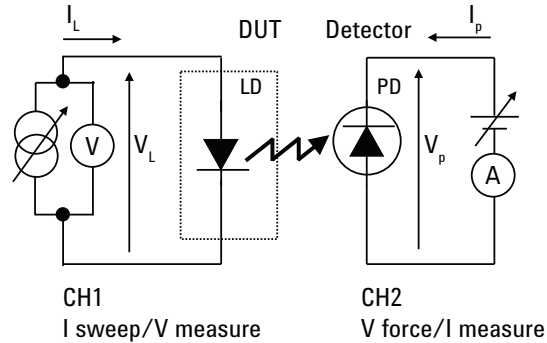 I_L
DUT
Detector
I_p
LD
PD
V
V_L
V_p
A
CH1
I sweep/V measure
CH2
V force/I measure